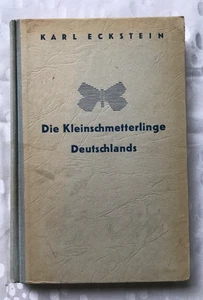 KARL ECKSTEIN
Die Kleinschmetterlinge
Deutschlands